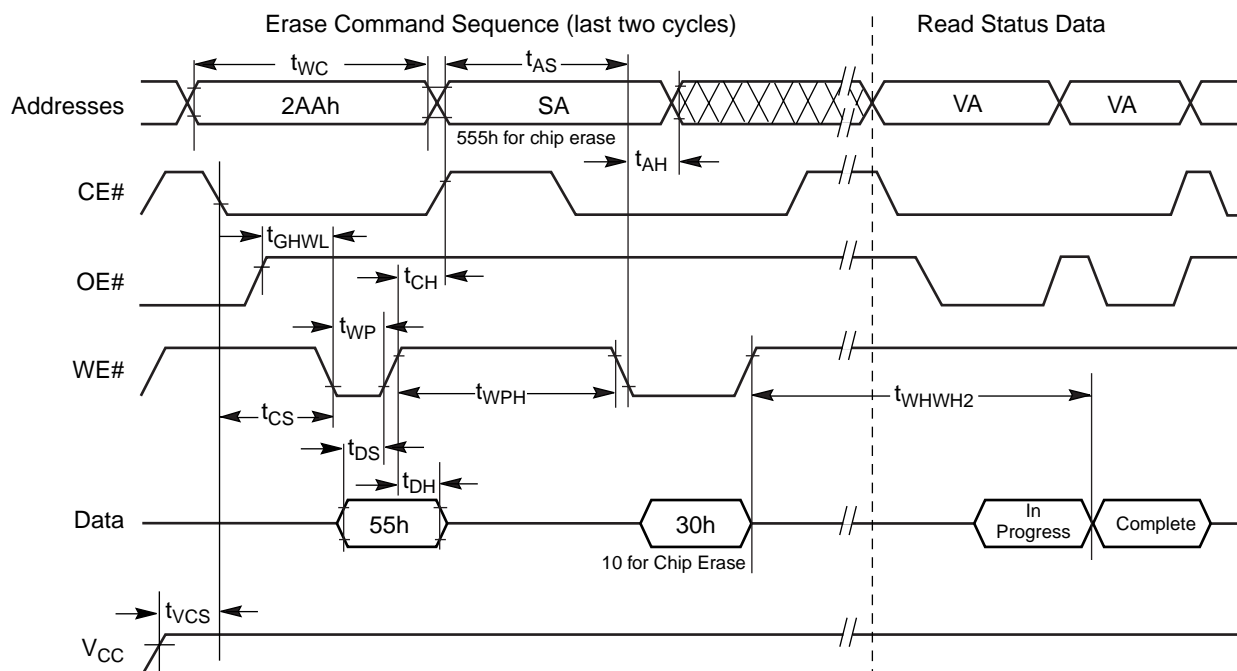 Erase Command Sequence (last two cycles)
Read Status Data
tWC
tAS
Addresses
2AAh
SA
VA
VA
555h for chip erase
tAH
CE#
tGHWL
OE#
tCH
tWP
WE#
tWPH
tCS
tWHWH2
tDS
tDH
Data
55h
30h
In
Progress
Complete
10 for Chip Erase
tVCS
VCC